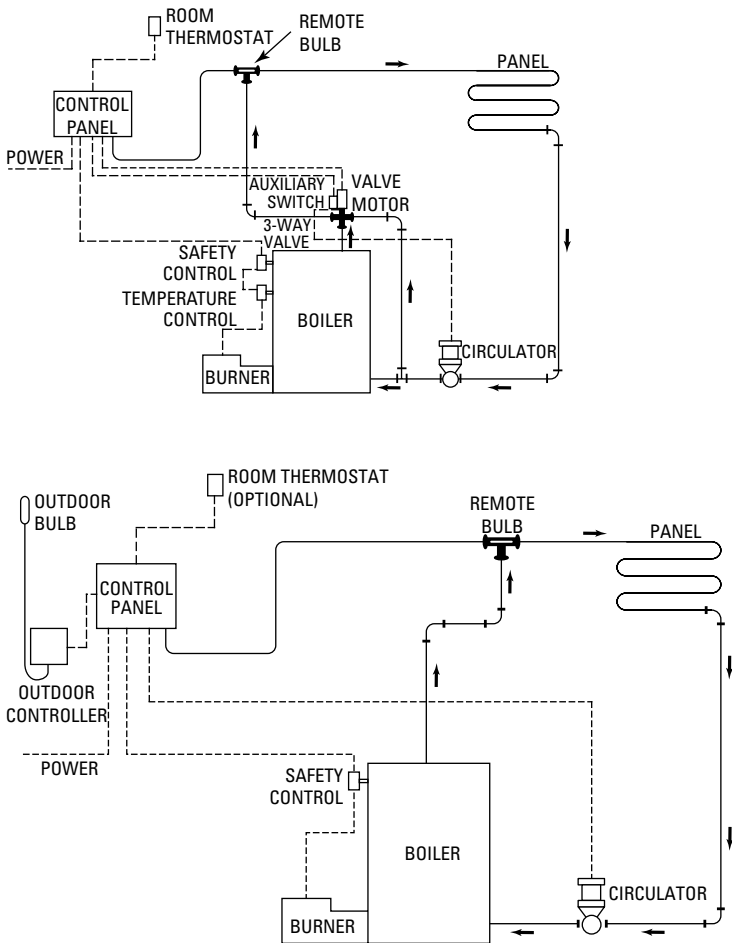 ROOM
THERMOSTAT
REMOTE
BULB
PANEL
CONTROL
PANEL
POWER
AUXILIARY
SWITCH
VALVE
MOTOR
3-WAY
VALVE
SAFETY
CONTROL
TEMPERATURE
CONTROL
BOILER
CIRCULATOR
BURNER
ROOM THERMOSTAT
(OPTIONAL)
OUTDOOR
BULB
REMOTE
BULB
PANEL
CONTROL
PANEL
OUTDOOR
CONTROLLER
POWER
SAFETY
CONTROL
BOILER
CIRCULATOR
BURNER